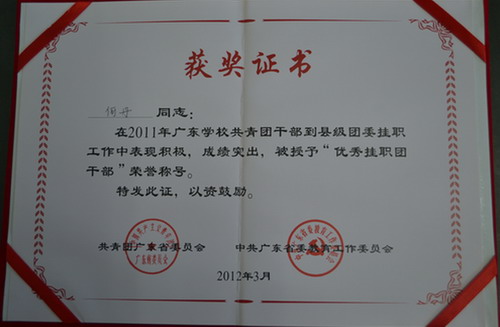 获奖证书
同志:
在2011年广东学校共青团干部到县级团委挂职
工作中表现积极，成绩突出，被授予“优秀挂职团
干部”荣誉称号。
特发此证，以资鼓励。
共青团广东省委员会 中共广东省委教育工作委员会
2012年3月